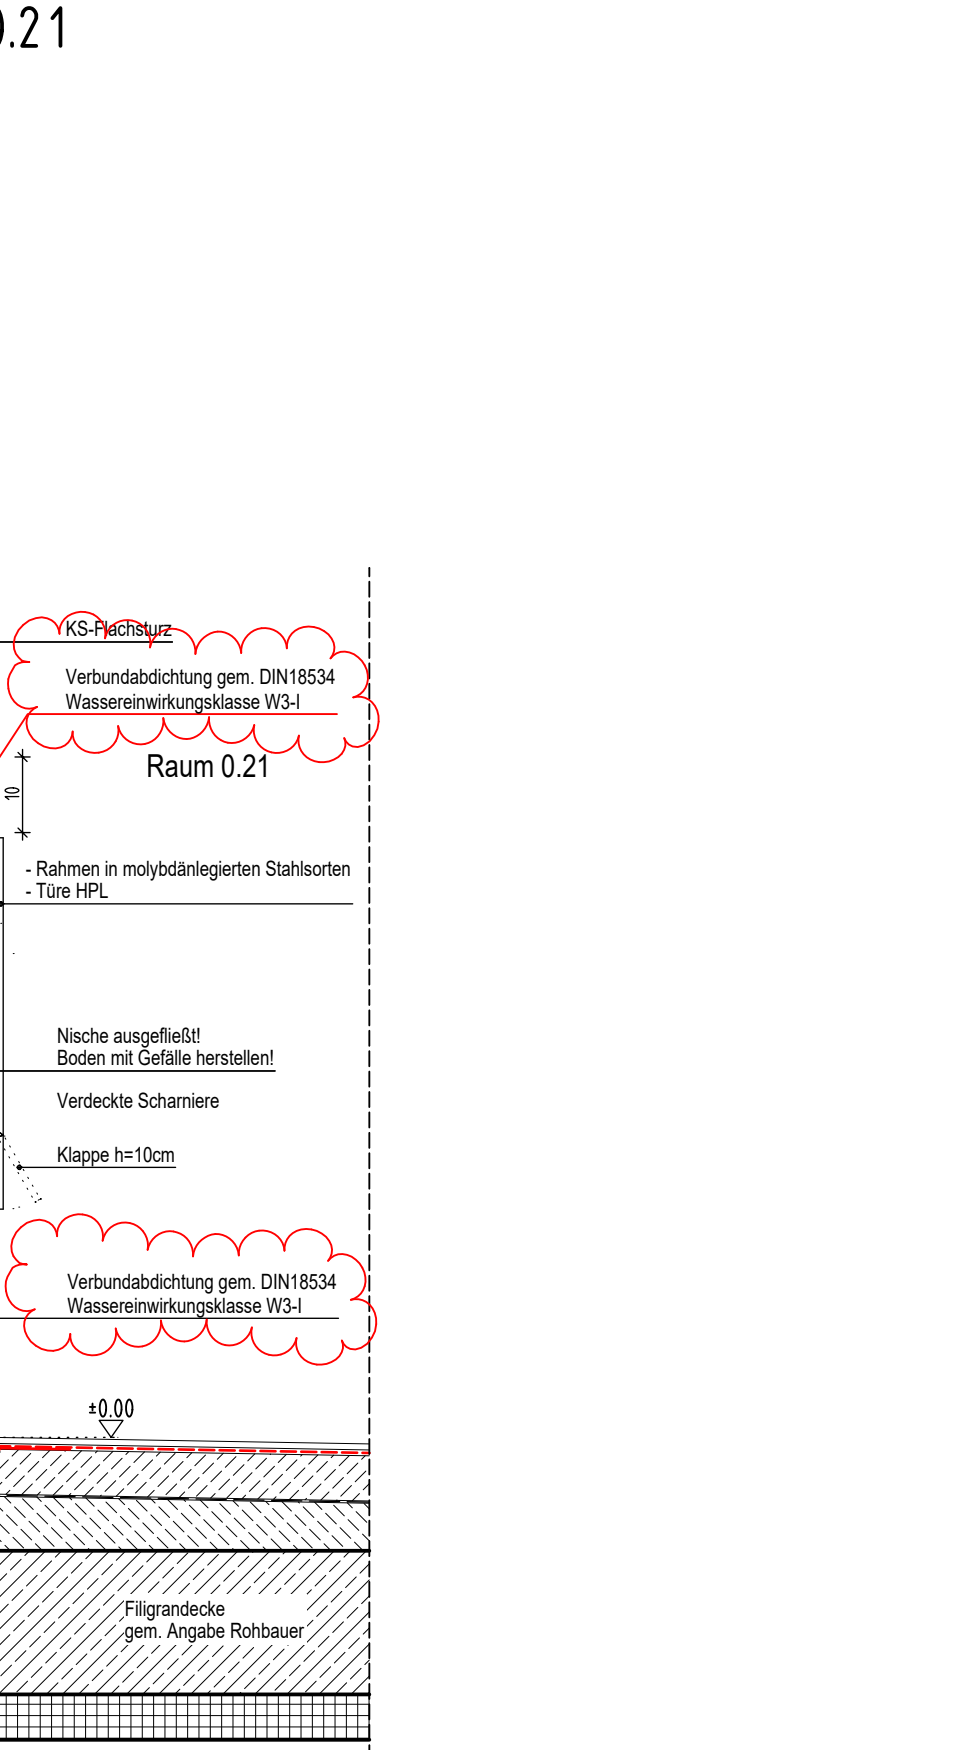 0.21
KS-Flachsturz
Verbundabdichtung gem. DIN18534
Wassereinwirkungsklasse W3-I
Raum 0.21
10
- Rahmen in molybdänlegierten Stahlsorten
- Türe HPL
Nische ausgefließt!
Boden mit Gefälle herstellen!
Verdeckte Scharniere
Klappe h=10cm
Verbundabdichtung gem. DIN18534
Wassereinwirkungsklasse W3-I
±0.00
Filigrandecke
gem. Angabe Rohbauer